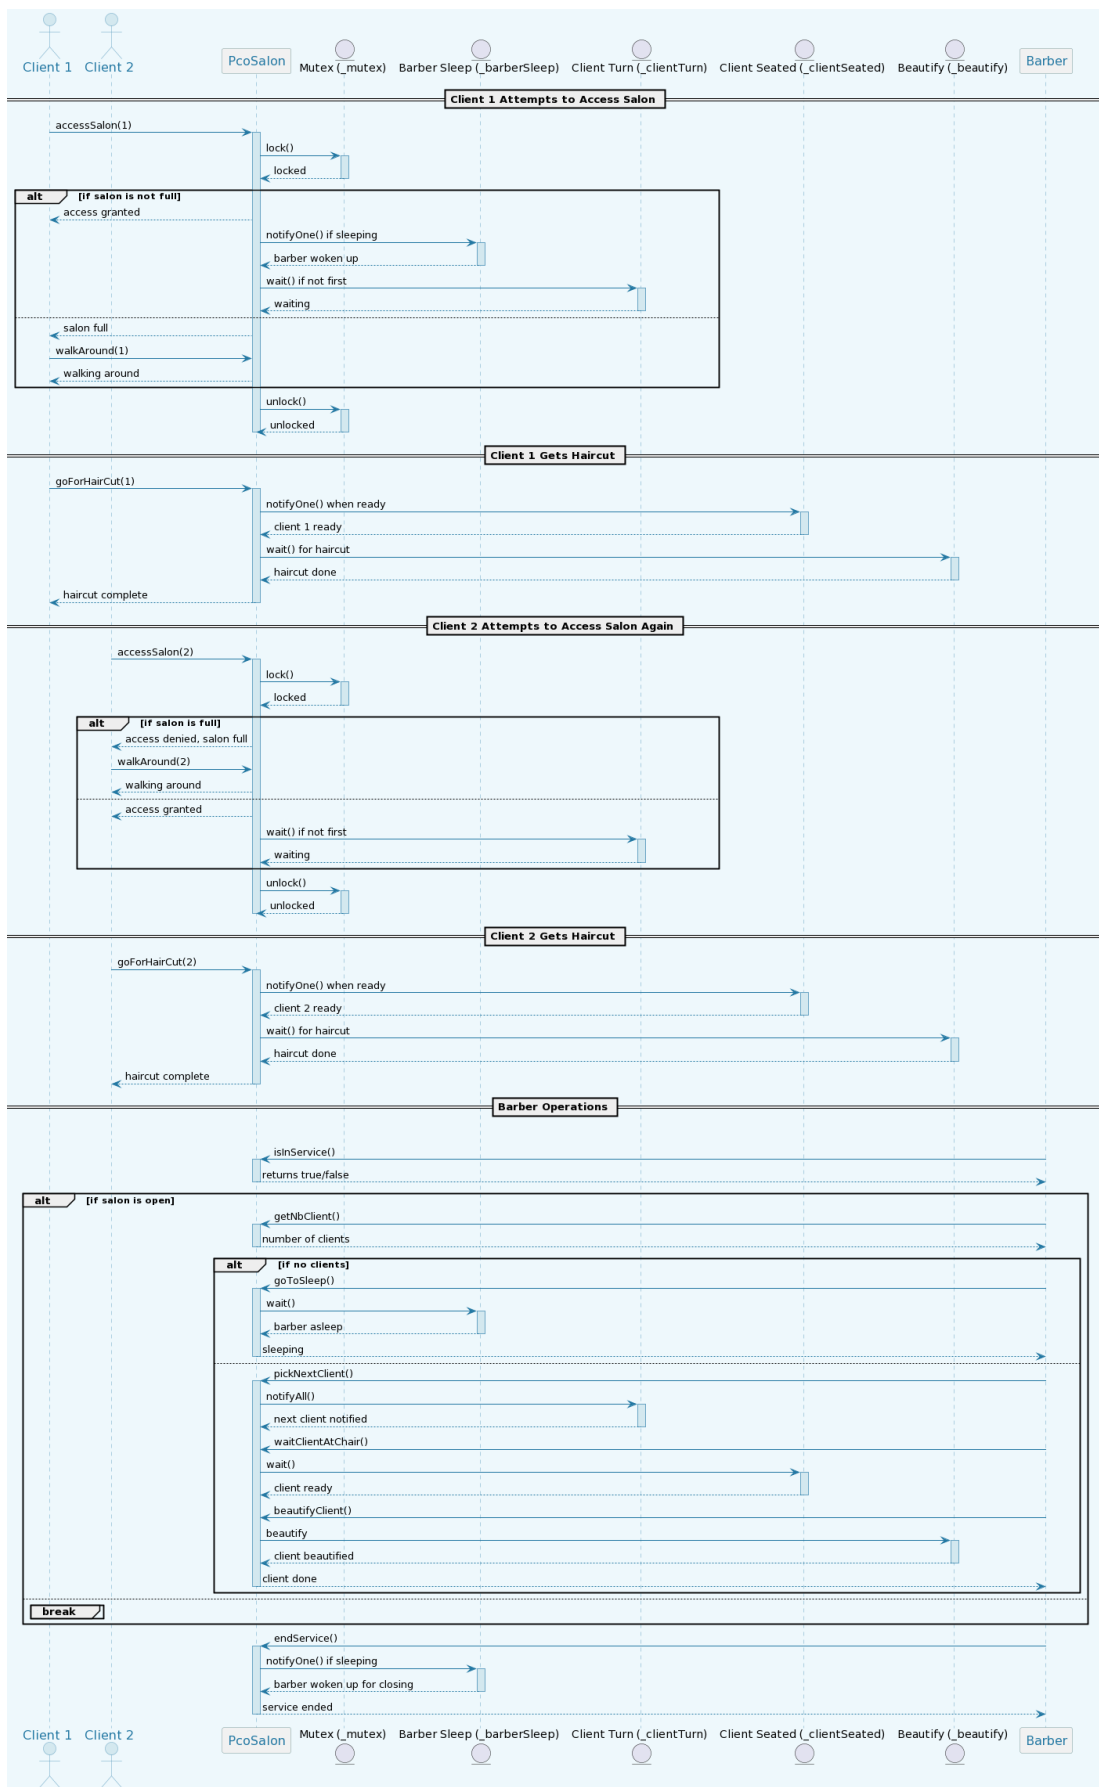 Client 1 Client 2 PcoSalon Mutex (_mutex) Barber Sleep (_barberSleep) Client Turn (_clientTurn) Client Seated (_clientSeated) Beautify (_beautify) Barber
Client 1 Attempts to Access Salon
accessSalon(1)
lock()
locked
alt [if salon is not full]
access granted
notifyOne() if sleeping
barber woken up
wait() if not first
waiting
salon full
walkAround(1)
walking around
unlock()
unlocked
Client 1 Gets Haircut
goForHairCut(1)
notifyOne() when ready
client 1 ready
wait() for haircut
haircut done
haircut complete
Client 2 Attempts to Access Salon Again
accessSalon(2)
lock()
locked
alt [if salon is full]
access denied, salon full
walkAround(2)
walking around
access granted
wait() if not first
waiting
unlock()
unlocked
Client 2 Gets Haircut
goForHairCut(2)
notifyOne() when ready
client 2 ready
wait() for haircut
haircut done
haircut complete
Barber Operations
isInService()
returns true/false
alt [if salon is open]
getNbClient()
number of clients
alt [if no clients]
goToSleep()
wait()
barber asleep
sleeping
pickNextClient()
notifyAll()
next client notified
waitClientAtChair()
wait()
client ready
beautifyClient()
beautify
client beautified
client done
break
endService()
notifyOne() if sleeping
barber woken up for closing
service ended
Client 1 Client 2 PcoSalon Mutex (_mutex) Barber Sleep (_barberSleep) Client Turn (_clientTurn) Client Seated (_clientSeated) Beautify (_beautify) Barber